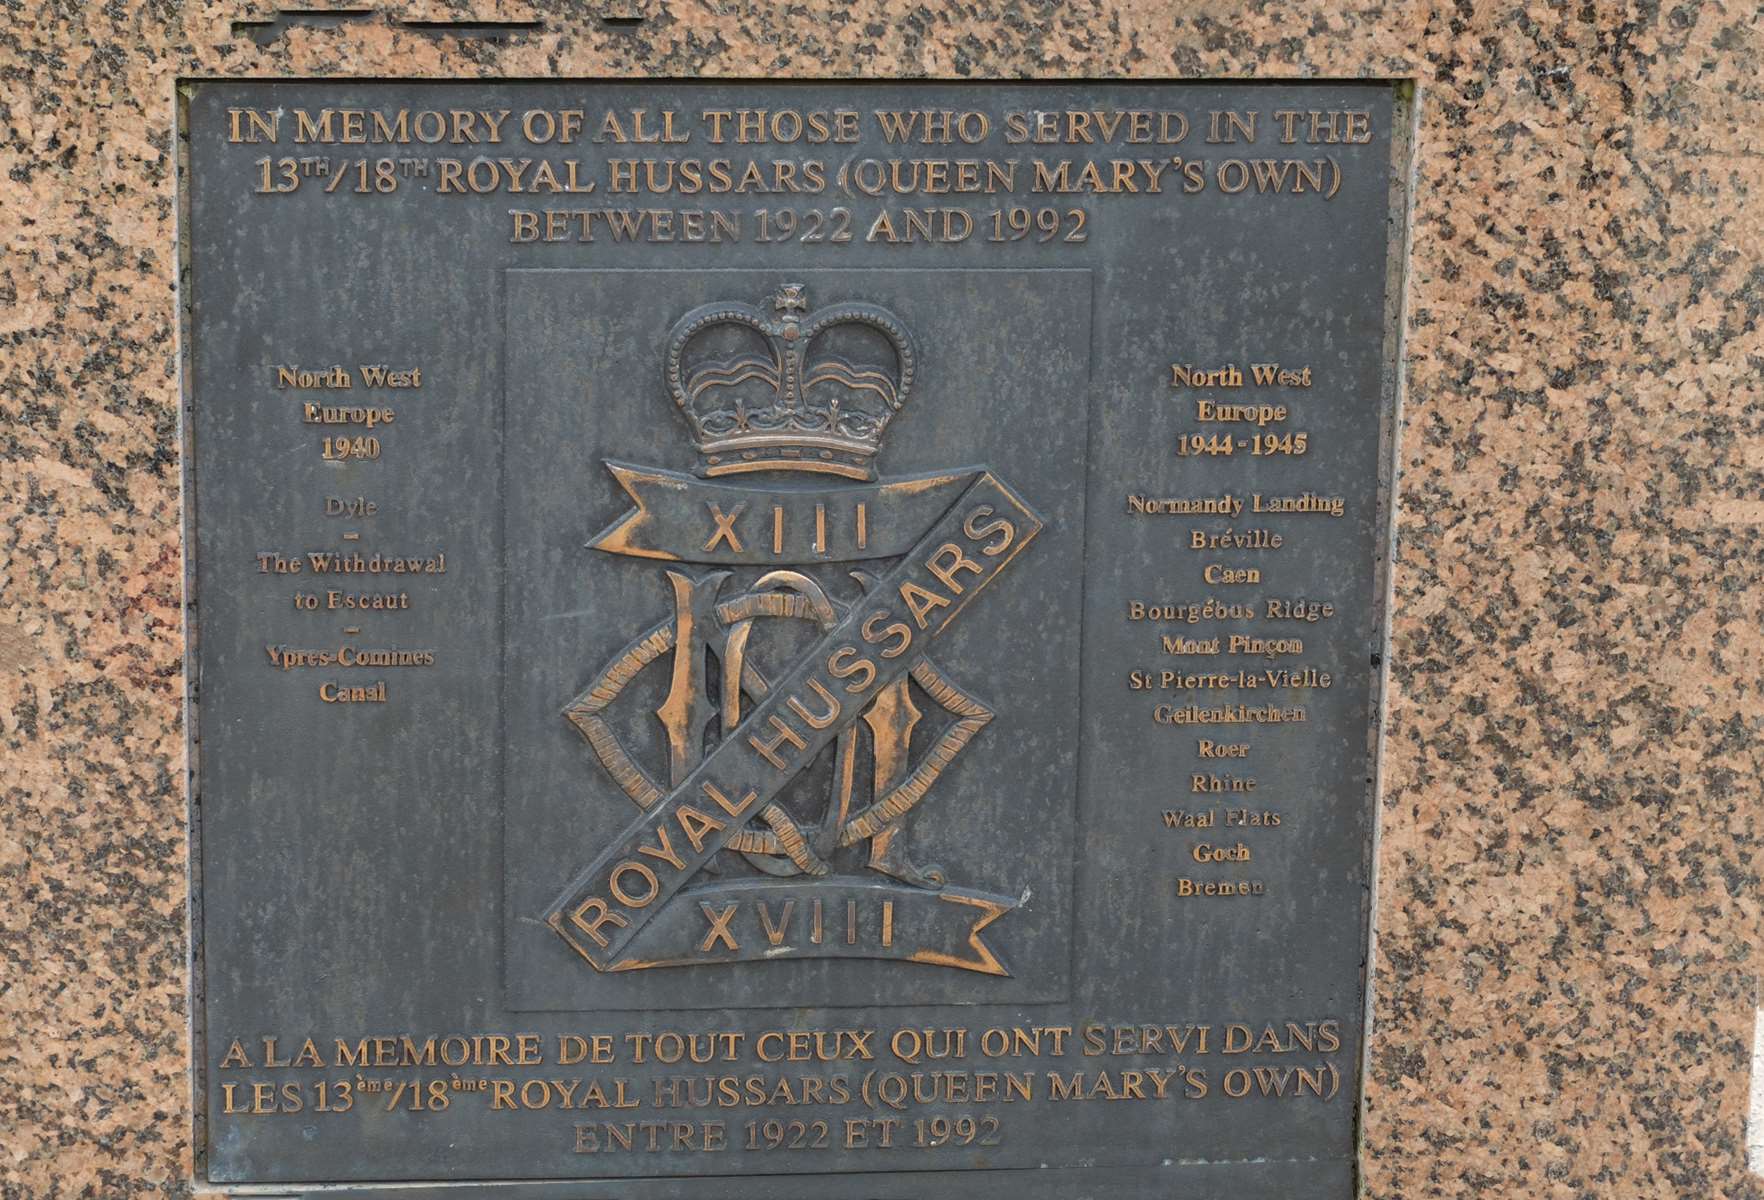 IN MEMORY OF ALL THOSE WHO SERVED IN THE
13TH/18TH ROYAL HUSSARS (QUEEN MARY'S OWN)
BETWEEN 1922 AND 1992
North West
Europe
1940
Dyle
-
The Withdrawal
to Escaut
-
Ypres-Comines
Canal
XIII
ROYAL HUSSARS
XVIII
North West
Europe
1944-1945
Normandy Landing
Bréville
Caen
Bourgébus Ridge
Mont Pinçon
St Pierre-la-Vielle
Geilenkirchen
Roer
Rhine
Waal Flats
Goch
Bremen
A LA MEMOIRE DE TOUT CEUX QUI ONT SERVI DANS
LES 13ème/18ème ROYAL HUSSARS (QUEEN MARY'S OWN)
ENTRE 1922 ET 1992